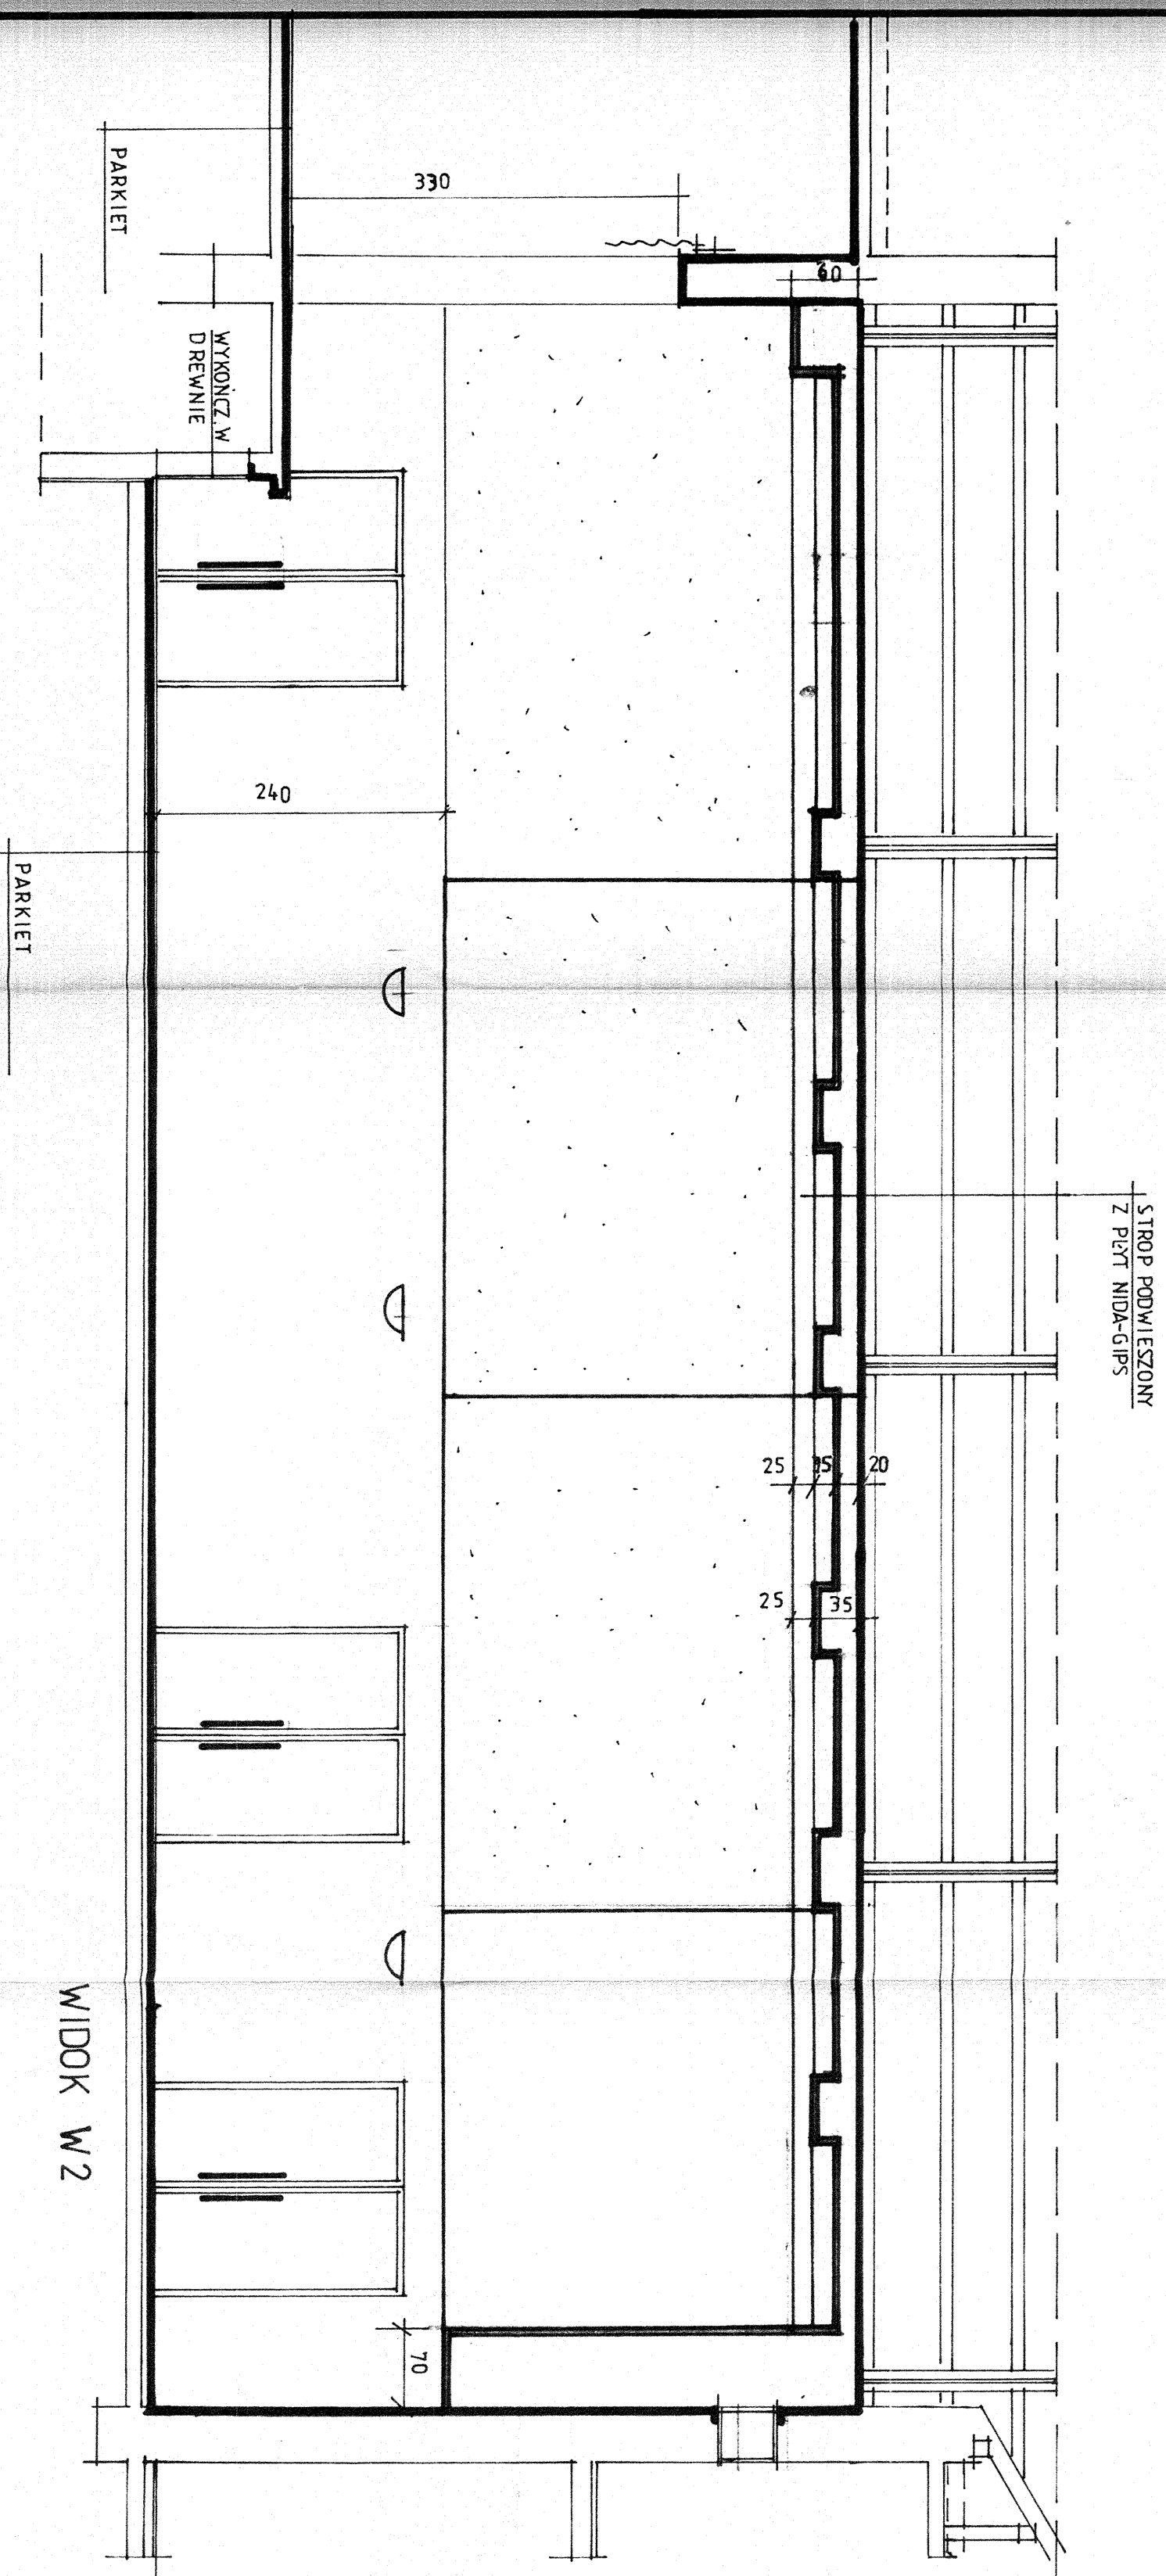 STROP PODWIESZONY
Z PŁYT NIDA-GIPS
60
330
PARKIET
WYKOŃCZ. W
DREWNIE
25 15 20
25 35
240
PARKIET
70
WIDOK W2